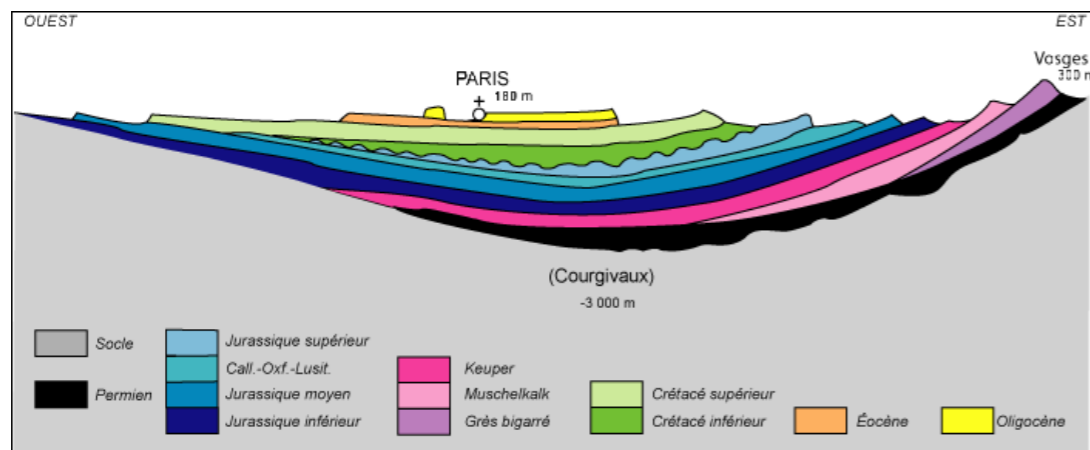 OUEST
EST
Vosges
300 m
PARIS
180 m
(Courgivaux)
-3 000 m
Socle
Permien
Jurassique supérieur
Call.-Oxf.-Lusit.
Jurassique moyen
Jurassique inférieur
Keuper
Muschelkalk
Grès bigarré
Crétacé supérieur
Crétacé inférieur
Éocène
Oligocène